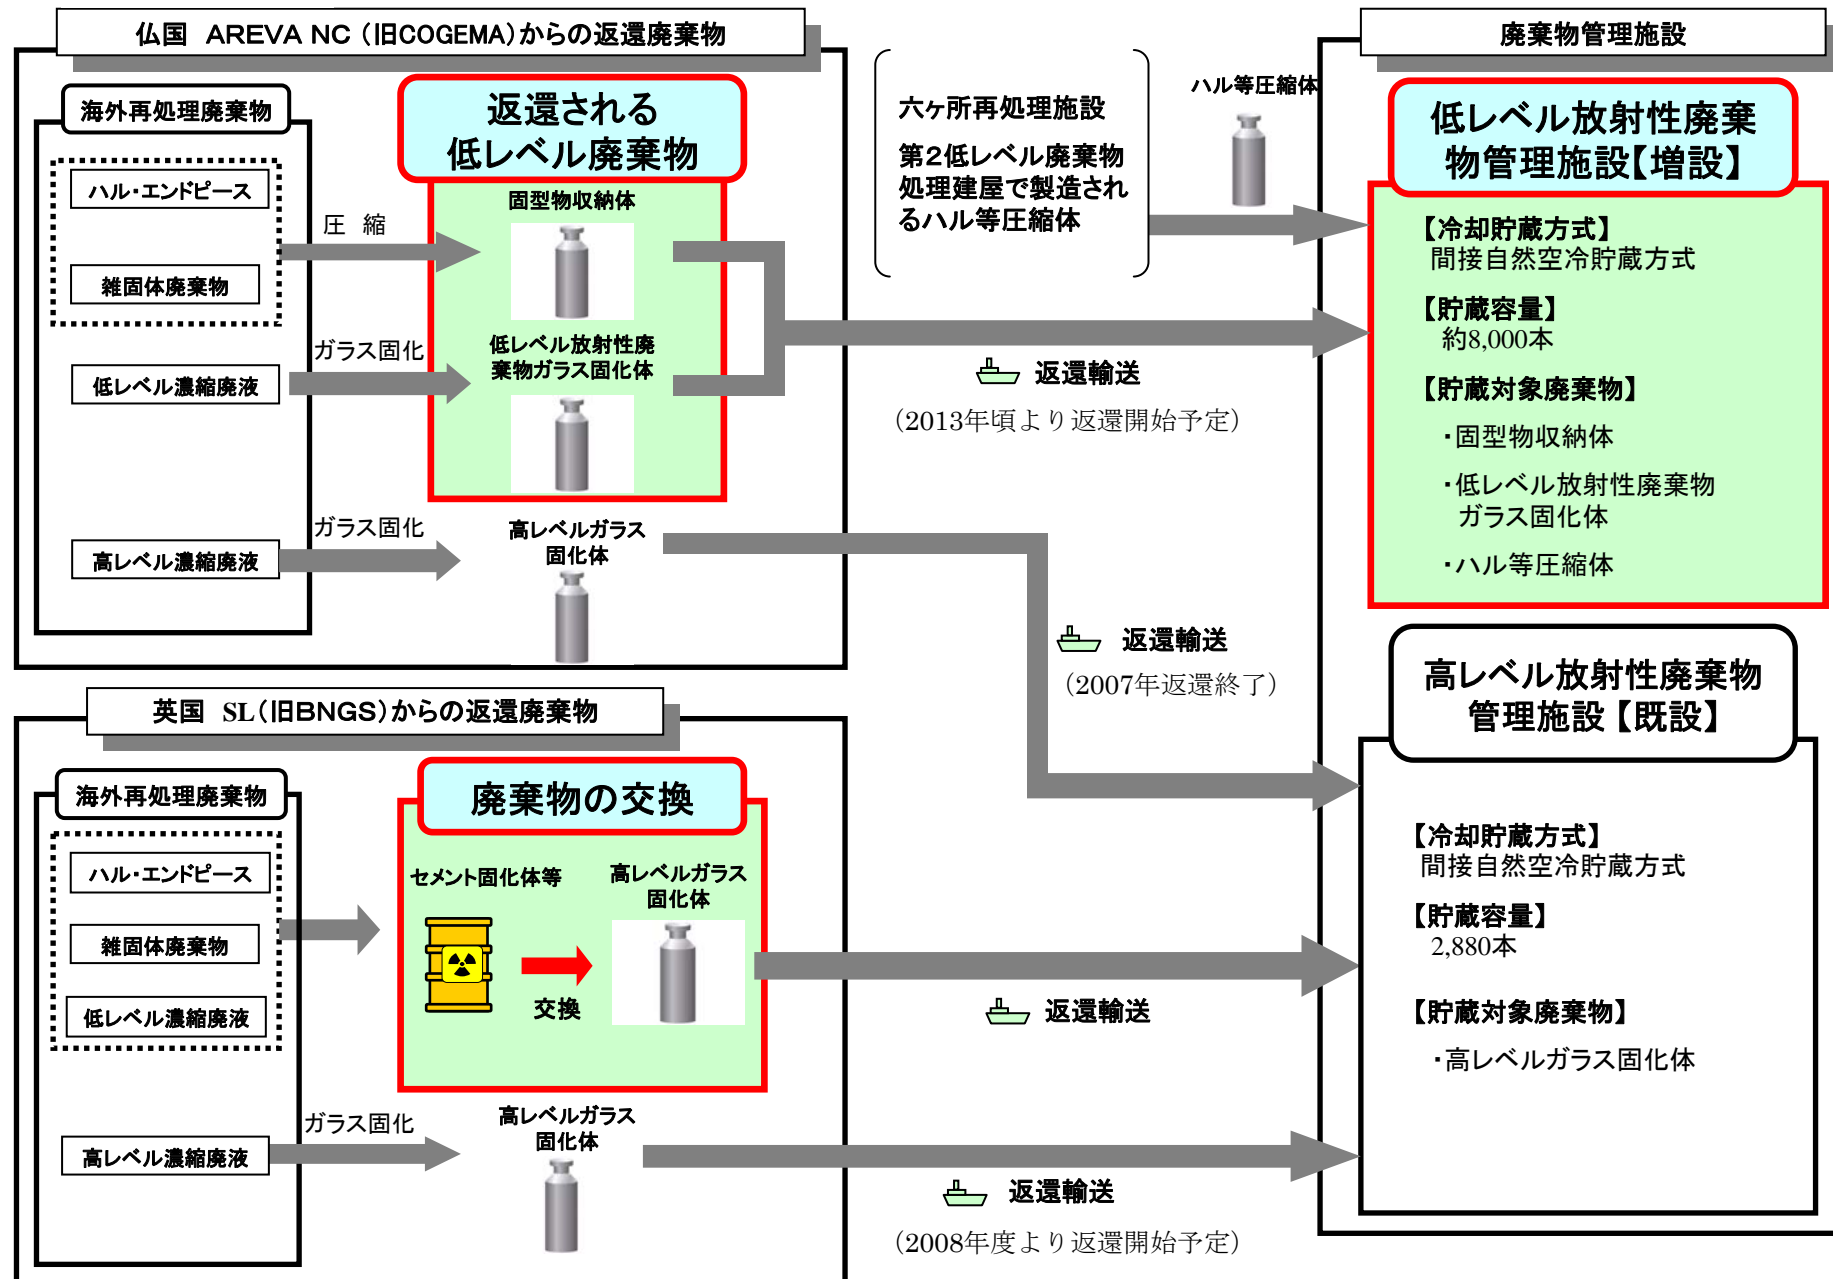 仏国 AREVA NC（旧COGEMA）からの返還廃棄物
海外再処理廃棄物
ハル・エンドピース
雑固体廃棄物
低レベル濃縮廃液
高レベル濃縮廃液
圧 縮
ガラス固化
ガラス固化
返還される
低レベル廃棄物
固型物収納体
低レベル放射性廃
棄物ガラス固化体
高レベルガラス
固化体
六ヶ所再処理施設
第2低レベル廃棄物
処理建屋で製造され
るハル等圧縮体
ハル等圧縮体
返還輸送
（2013年頃より返還開始予定）
返還輸送
（2007年返還終了）
英国 SL（旧BNGS）からの返還廃棄物
海外再処理廃棄物
ハル・エンドピース
雑固体廃棄物
低レベル濃縮廃液
高レベル濃縮廃液
ガラス固化
廃棄物の交換
セメント固化体等
交換
高レベルガラス
固化体
高レベルガラス
固化体
返還輸送
返還輸送
（2008年度より返還開始予定）
廃棄物管理施設
低レベル放射性廃棄
物管理施設【増設】
【冷却貯蔵方式】
間接自然空冷貯蔵方式
【貯蔵容量】
約8,000本
【貯蔵対象廃棄物】
・固型物収納体
・低レベル放射性廃棄物
ガラス固化体
・ハル等圧縮体
高レベル放射性廃棄物
管理施設【既設】
【冷却貯蔵方式】
間接自然空冷貯蔵方式
【貯蔵容量】
2,880本
【貯蔵対象廃棄物】
・高レベルガラス固化体